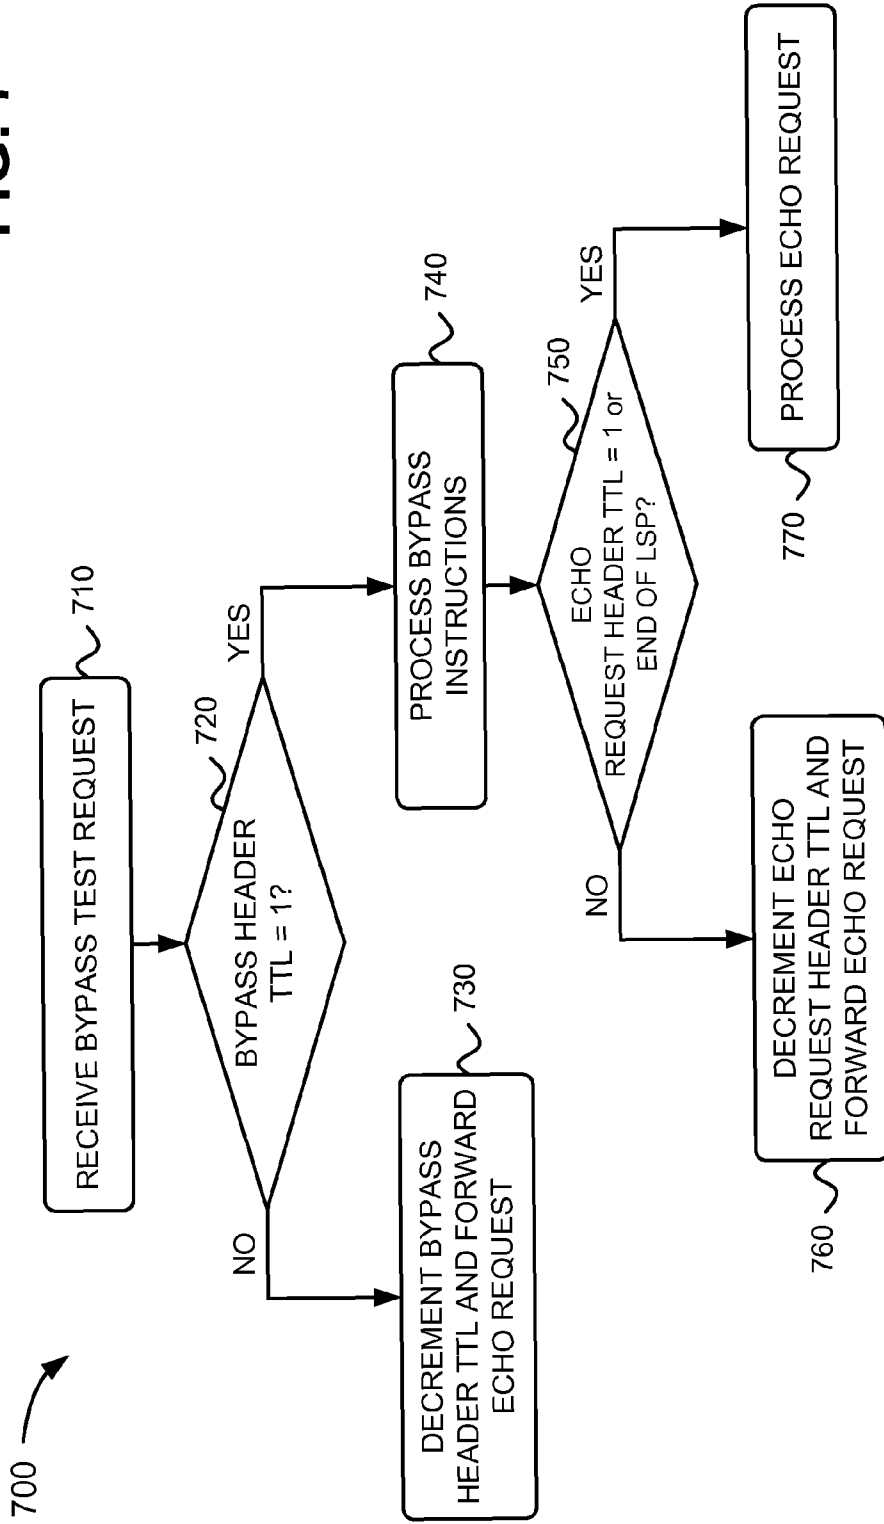 700
RECEIVE BYPASS TEST REQUEST
710
BYPASS HEADER
TTL = 1?
720
NO
YES
DECREMENT BYPASS
HEADER TTL AND FORWARD
ECHO REQUEST
730
PROCESS BYPASS
INSTRUCTIONS
740
ECHO
REQUEST HEADER TTL = 1 or
END OF LSP?
750
NO
YES
DECREMENT ECHO
REQUEST HEADER TTL AND
FORWARD ECHO REQUEST
760
PROCESS ECHO REQUEST
770